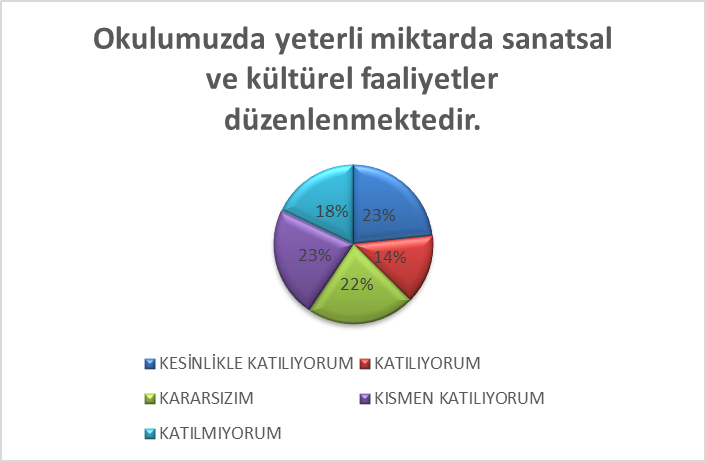 Okulumuzda yeterli miktarda sanatsal
ve kültürel faaliyetler
düzenlenmektedir.
18% 23%
23% 14%
22%
KESİNLİKLE KATILIYORUM KATILIYORUM
KARARSIZIM KISMEN KATILIYORUM
KATILMIYORUM